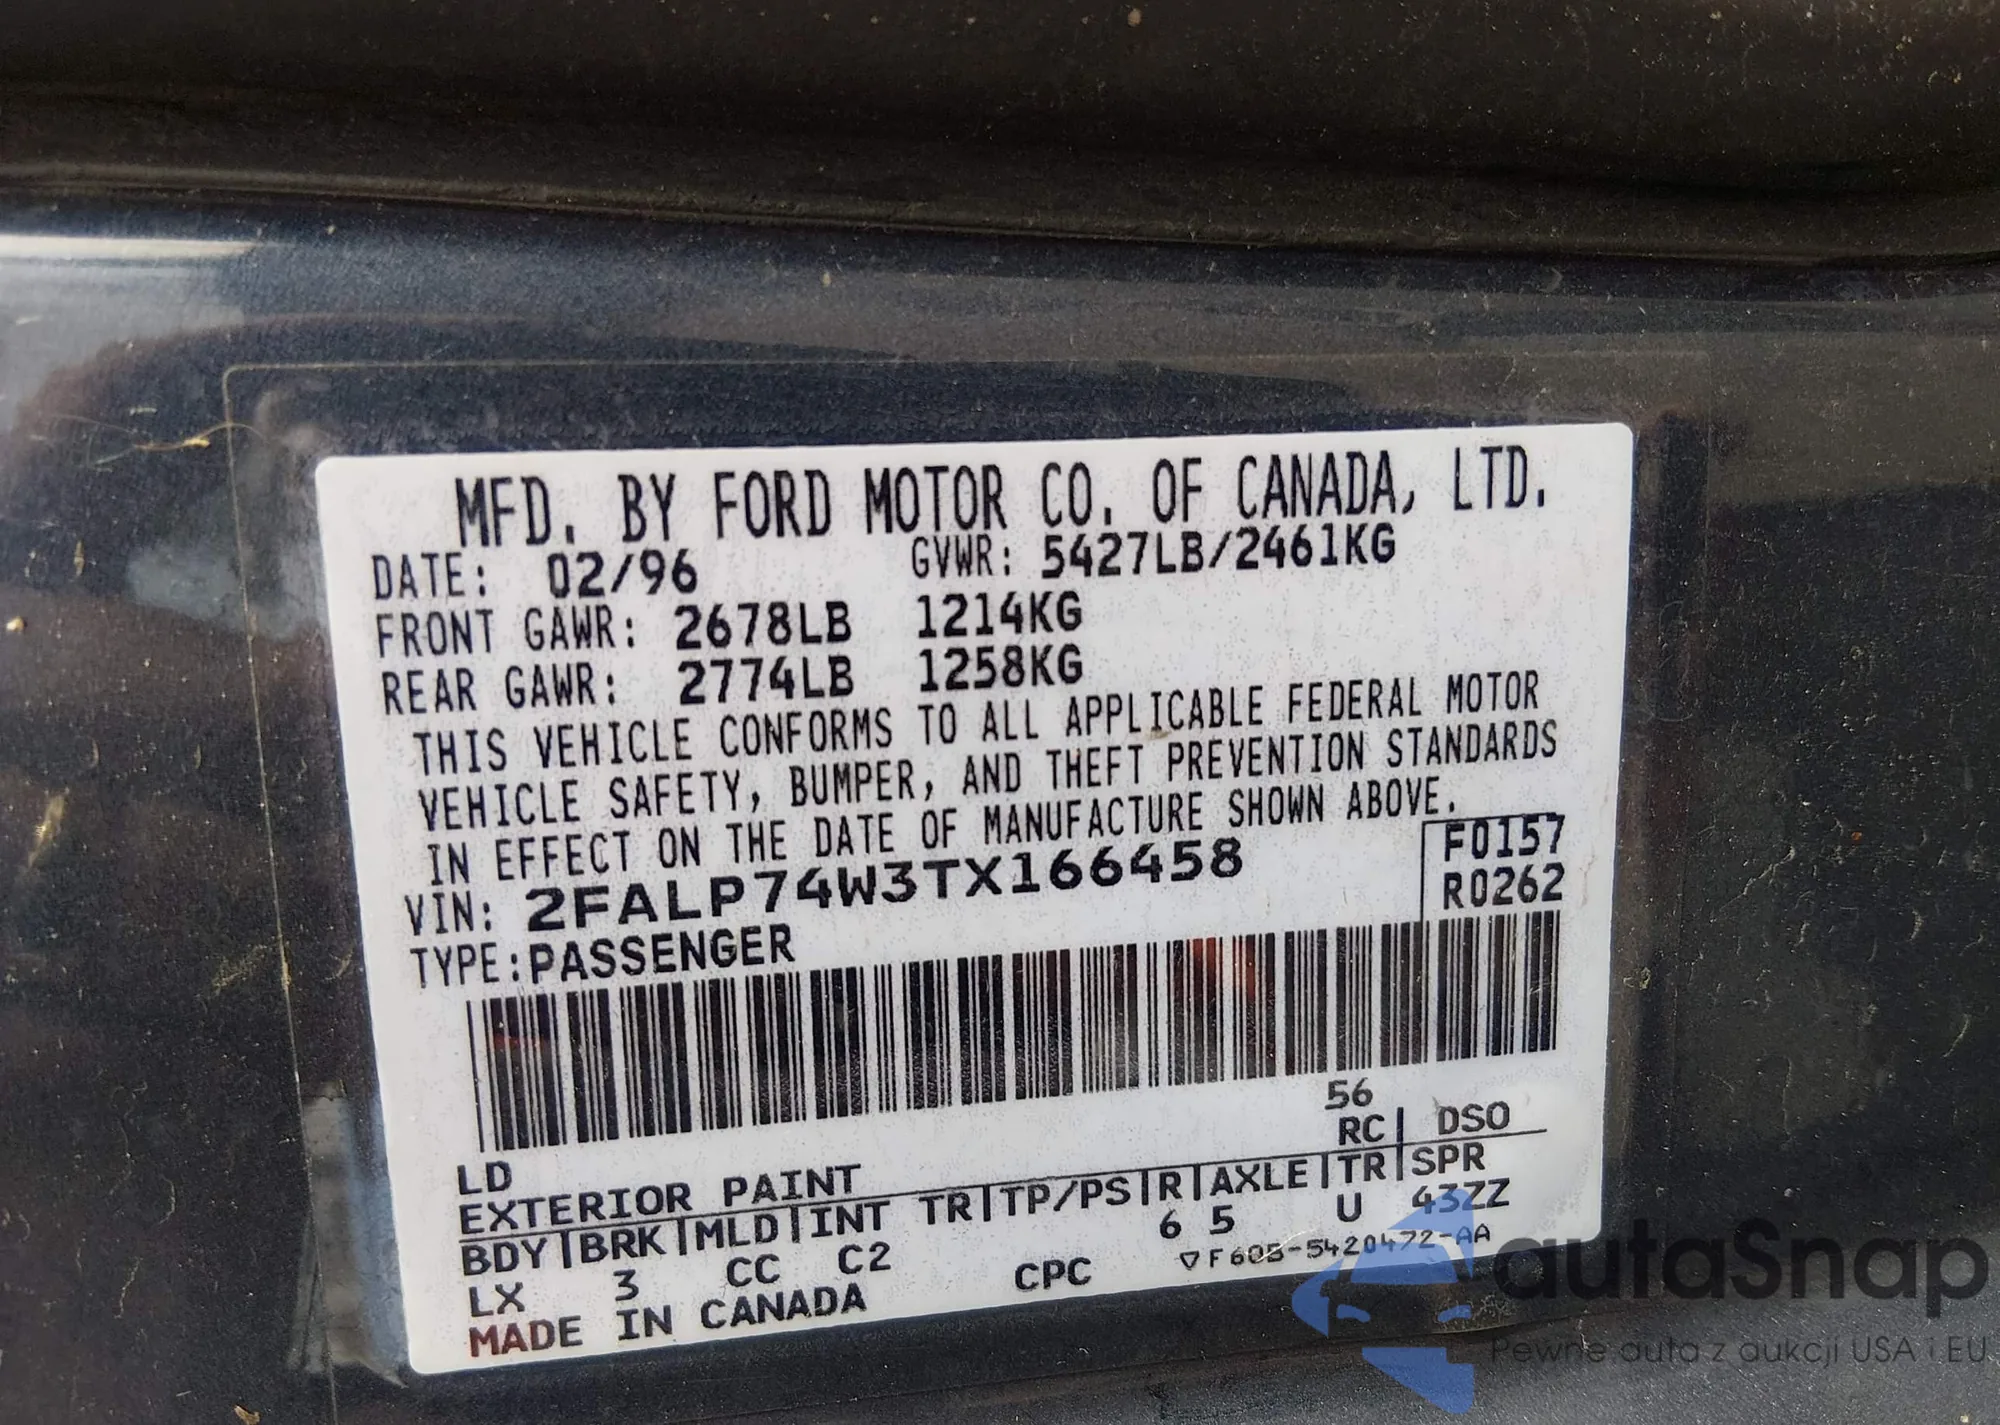 MFD. BY FORD MOTOR CO. OF CANADA, LTD.
DATE: 02/96 GVWR: 5427LB/2461KG
FRONT GAWR: 2678LB 1214KG
REAR GAWR: 2774LB 1258KG
THIS VEHICLE CONFORMS TO ALL APPLICABLE FEDERAL MOTOR
VEHICLE SAFETY, BUMPER, AND THEFT PREVENTION STANDARDS
IN EFFECT ON THE DATE OF MANUFACTURE SHOWN ABOVE.
F0157
VIN: 2FALP74W3TX166458 R0262
TYPE: PASSENGER
56
LD RC | DSO
EXTERIOR PAINT
BDY | BRK | MLD | INT TR | TP/PS | R | AXLE | TR | SPR
LX 3 CC C2 6 5 U 43ZZ
MADE IN CANADA CPC ▽F60B-5420472-AA
autaSnap
Pewne auta z aukcji USA i EU